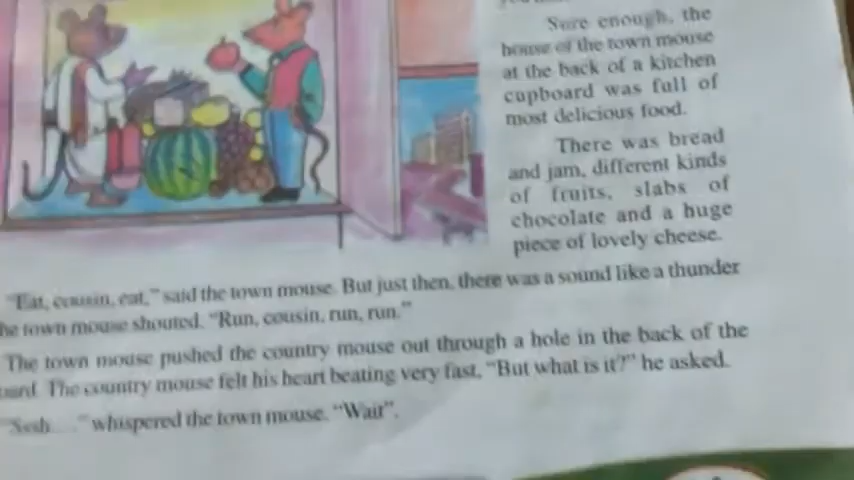 Sure enough, the
house of the town mouse
at the back of a kitchen
cupboard was full of
most delicious food.
There was bread
and jam, different kinds
of fruits, slabs of
chocolate and a huge
piece of lovely cheese.
"Eat, cousin, eat," said the town mouse. But just then, there was a sound like a thunder
he town mouse shouted. "Run, cousin, run, run."
The town mouse pushed the country mouse out through a hole in the back of the
The country mouse felt his heart beating very fast, "But what is it?" he asked.
whispered the town mouse. "Wait".